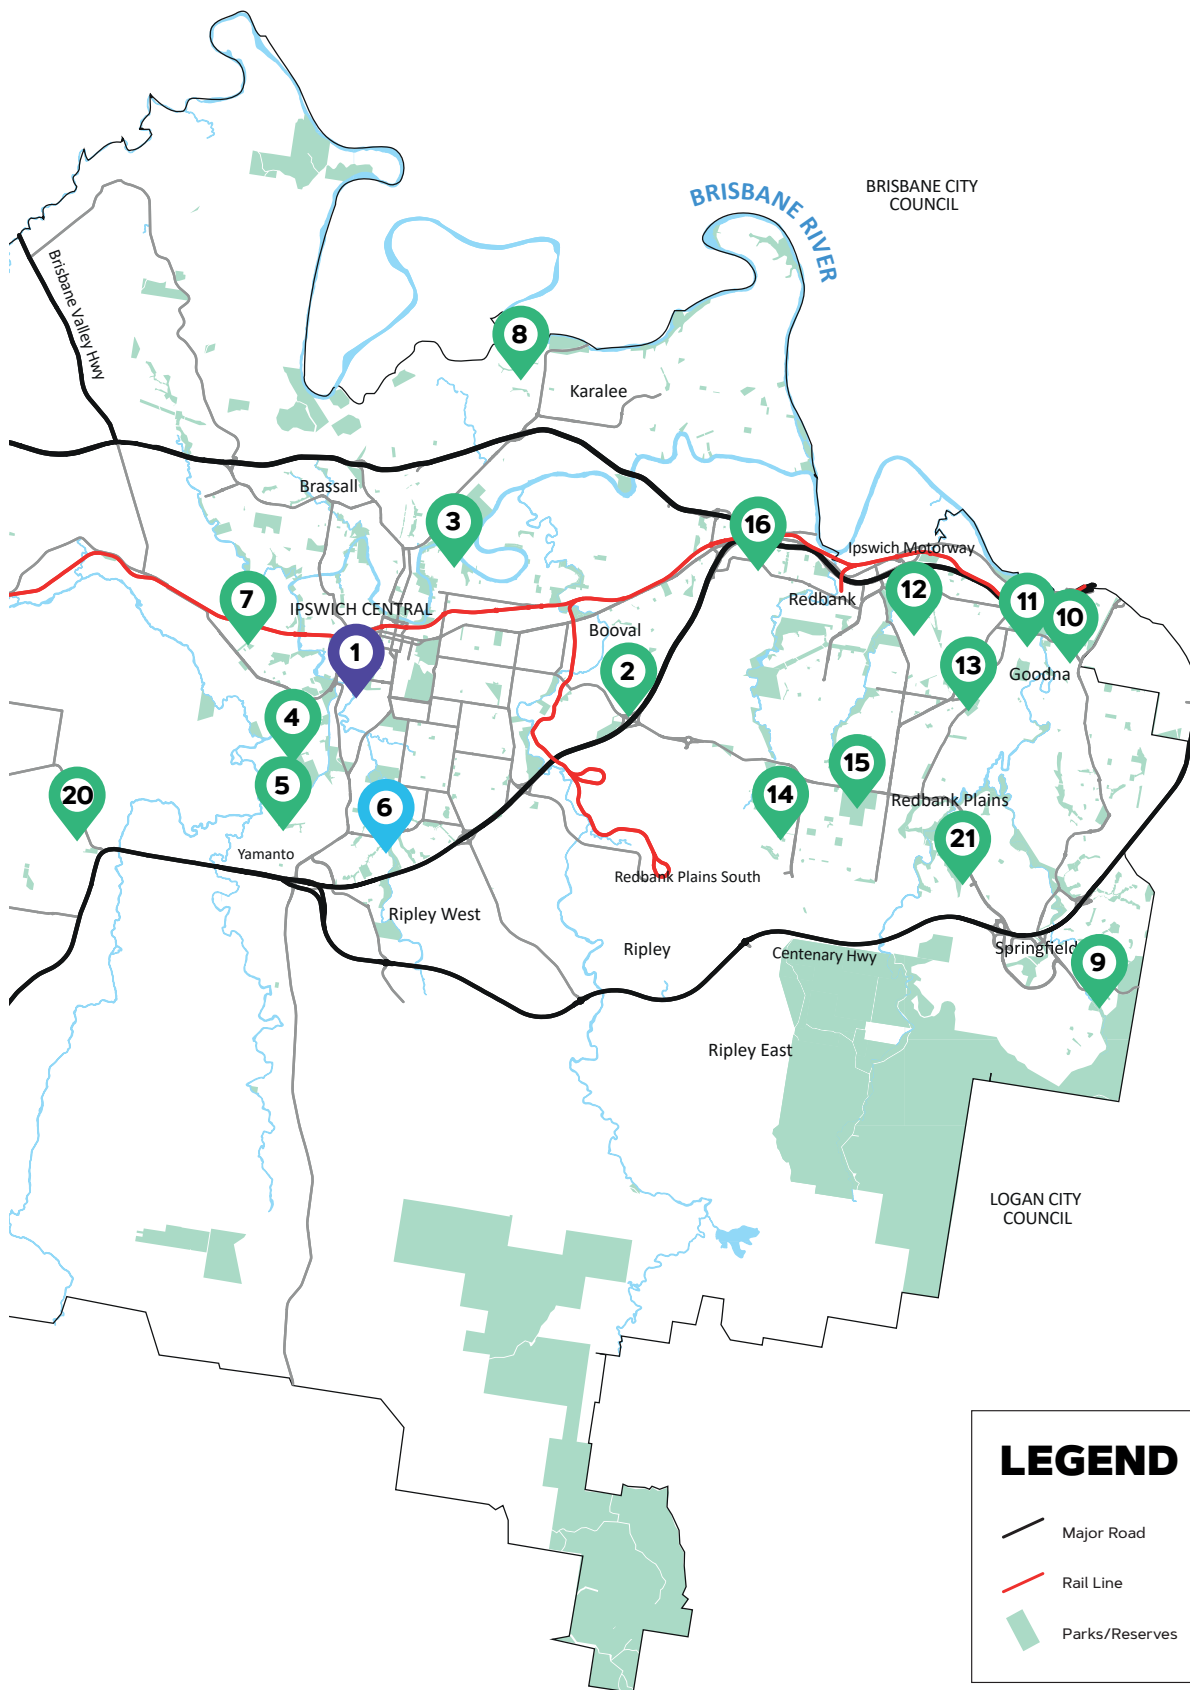 BRISBANE CITY
COUNCIL
BRISBANE RIVER
Brisbane Valley Hwy
8
Karalee
Brassall
3
16
Ipswich Motorway
7
IPSWICH CENTRAL
Redbank
12
11
10
1
Booval
2
13
Goodna
4
5
20
6
15
14
Redbank Plains
21
Yamanto
Redbank Plains South
Ripley West
Ripley
Centenary Hwy
Springfield
9
Ripley East
LOGAN CITY
COUNCIL
LEGEND
Major Road
Rail Line
Parks/Reserves